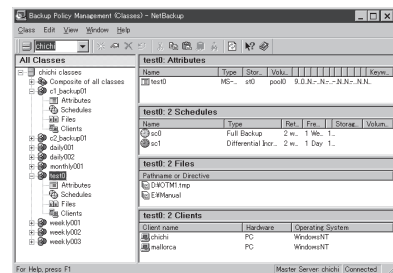 Backup Policy Management (Classes) - NetBackup
Class Edit View Window Help
chichi
All Classes
chichi classes
Composite of all classes
c1_backup01
Attributes
Schedules
Files
Clients
c2_backup01
daily001
daily002
monthly001
test0
Attributes
Schedules
Files
Clients
weekly001
weekly002
weekly003
test0: Attributes
Name Type Stor... Volu... Keyw...
test0 MS-... st0 pool0
test0: 2 Schedules
Name Type Ret... Fre... Storag... Volum...
sc0 Full Backup 2 w... 1 We... 1...
sc1 Differential Incr... 2 w... 1 Day 1...
test0: 2 Files
Pathname or Directive
D:¥OTM1.tmp
E:¥Manual
test0: 2 Clients
Client name Hardware Operating System
chichi PC WindowsNT
mallorca PC WindowsNT
For Help, press F1 Master Server: chichi Connected